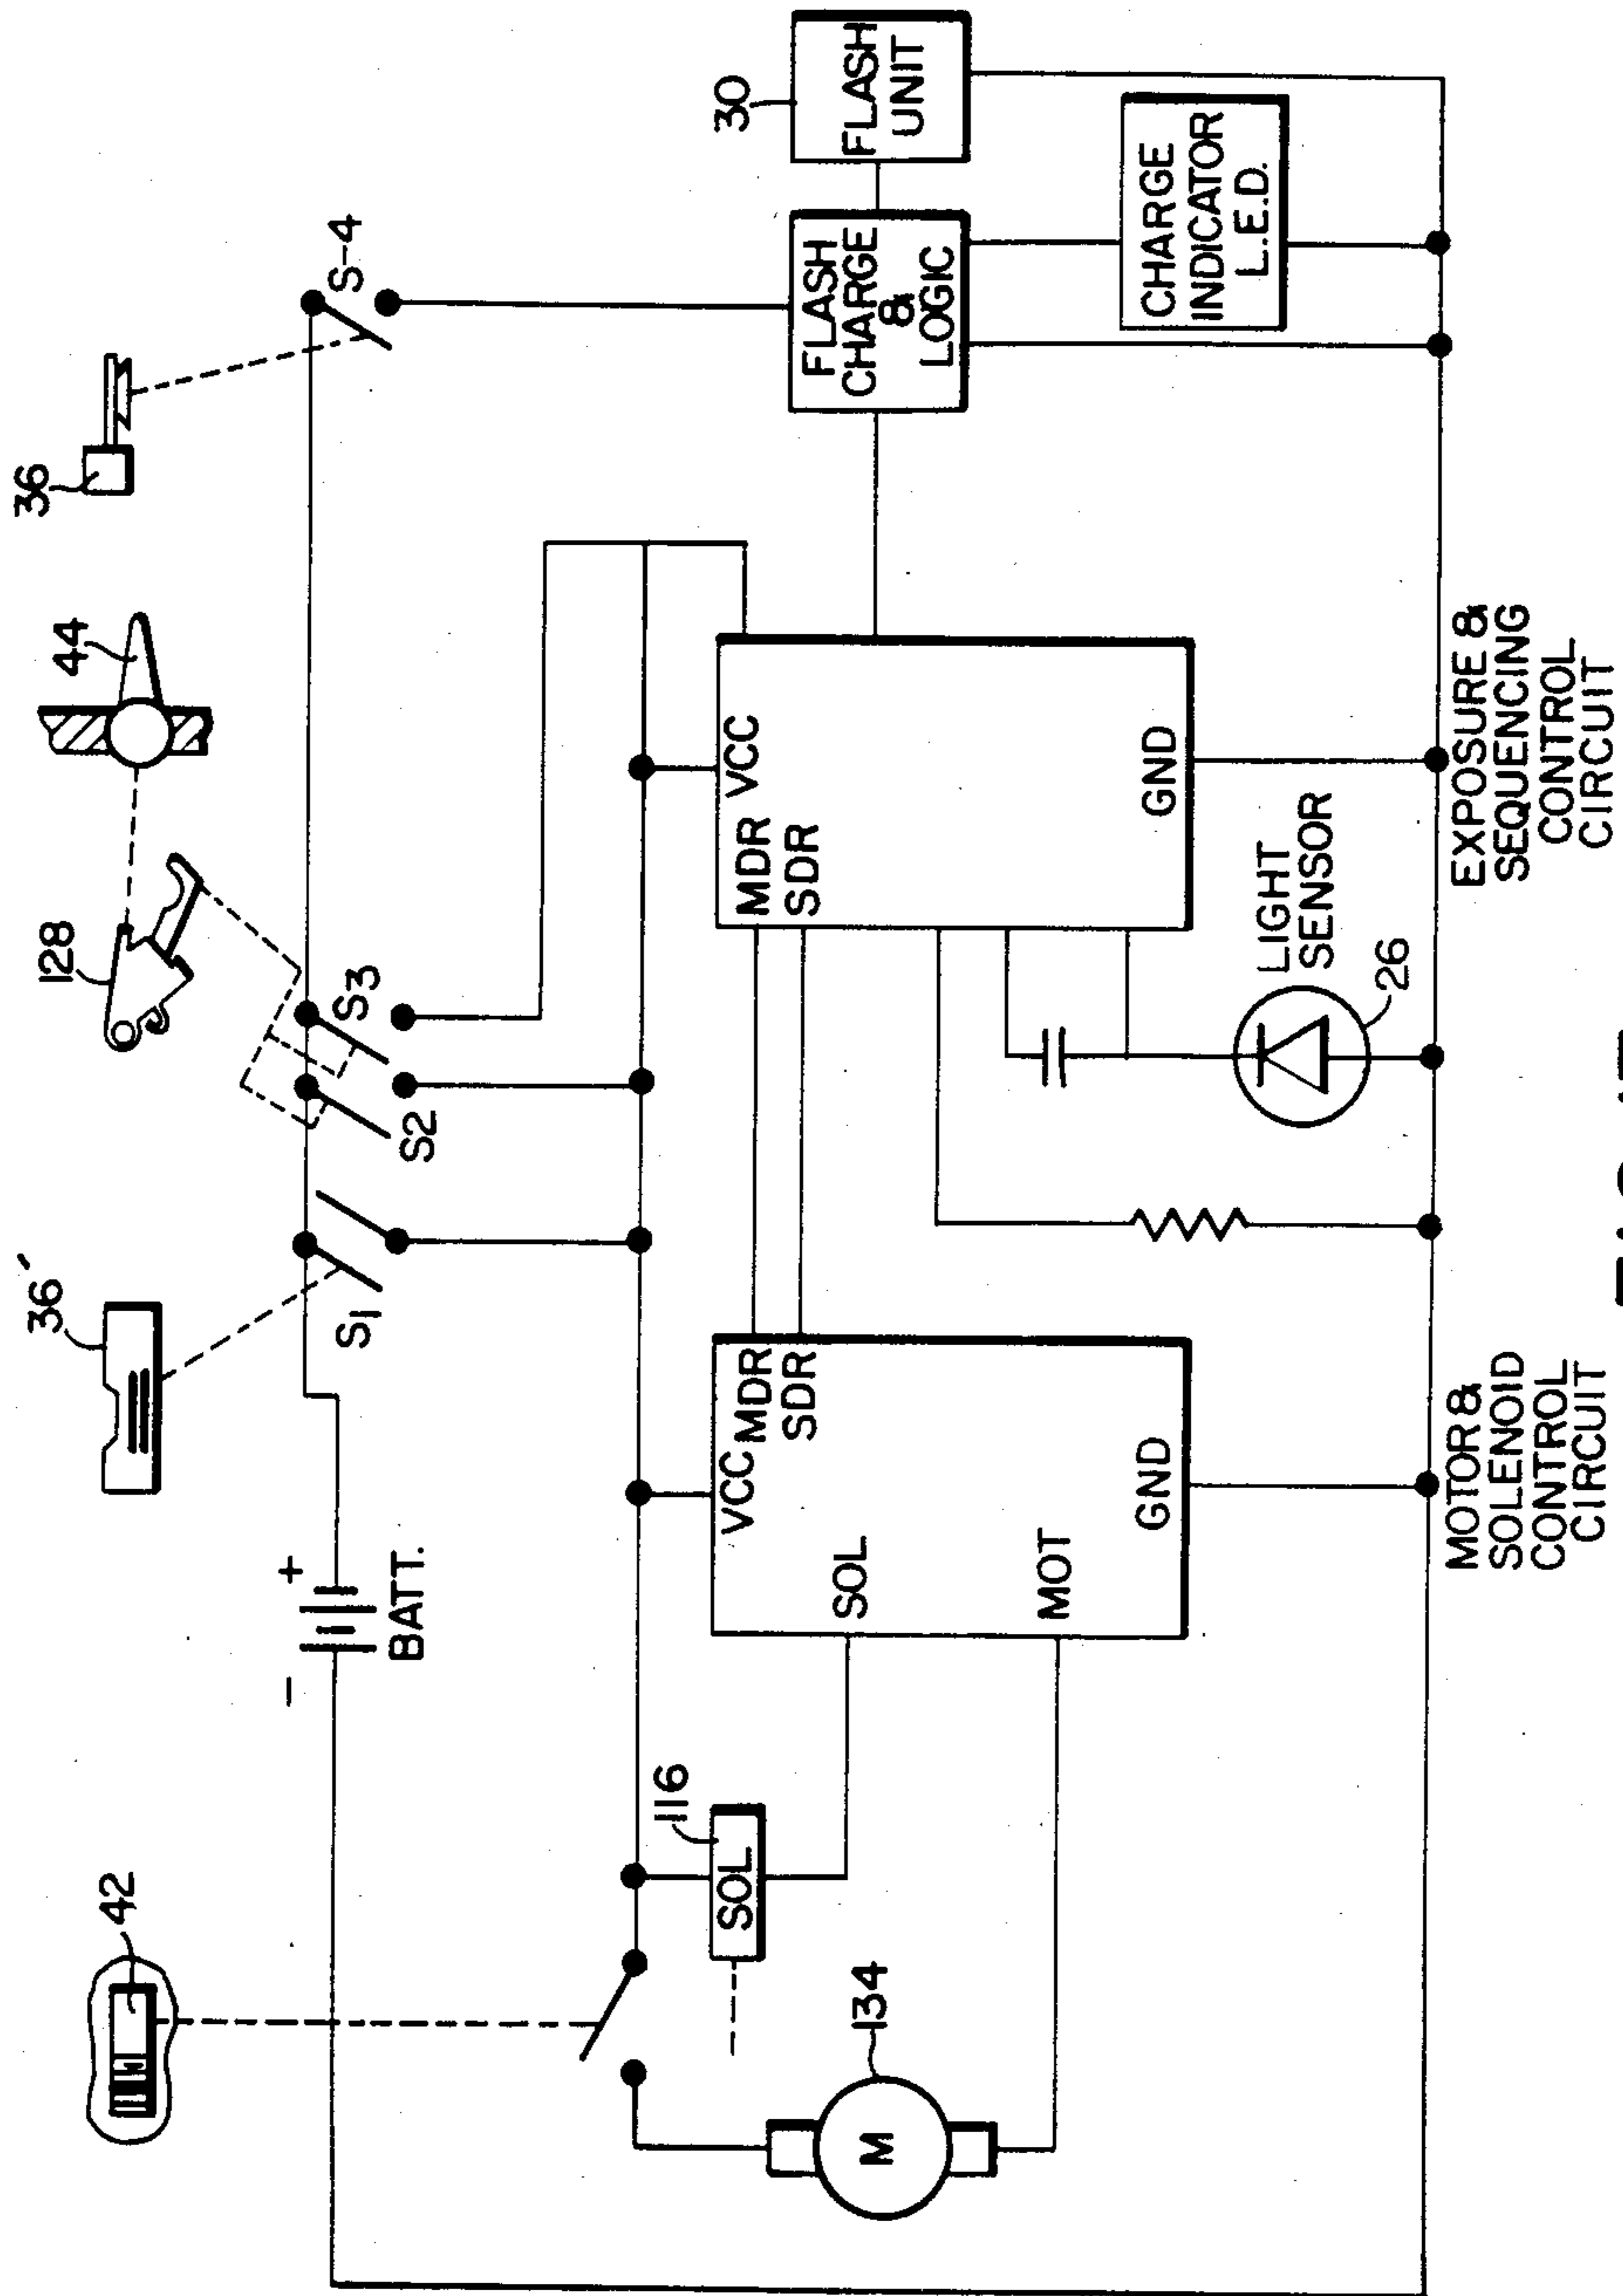 42
36'
128
44
36
S1
S2
S3
S-4
- +
BATT.
116
SOL
134
M
VCC
MDR
SDR
SOL
MOT
GND
MOTOR &
SOLENOID
CONTROL
CIRCUIT
MDR
VCC
SDR
GND
LIGHT
SENSOR
26
EXPOSURE &
SEQUENCING
CONTROL
CIRCUIT
FLASH
CHARGE
&
LOGIC
30
FLASH
UNIT
CHARGE
INDICATOR
L.E.D.